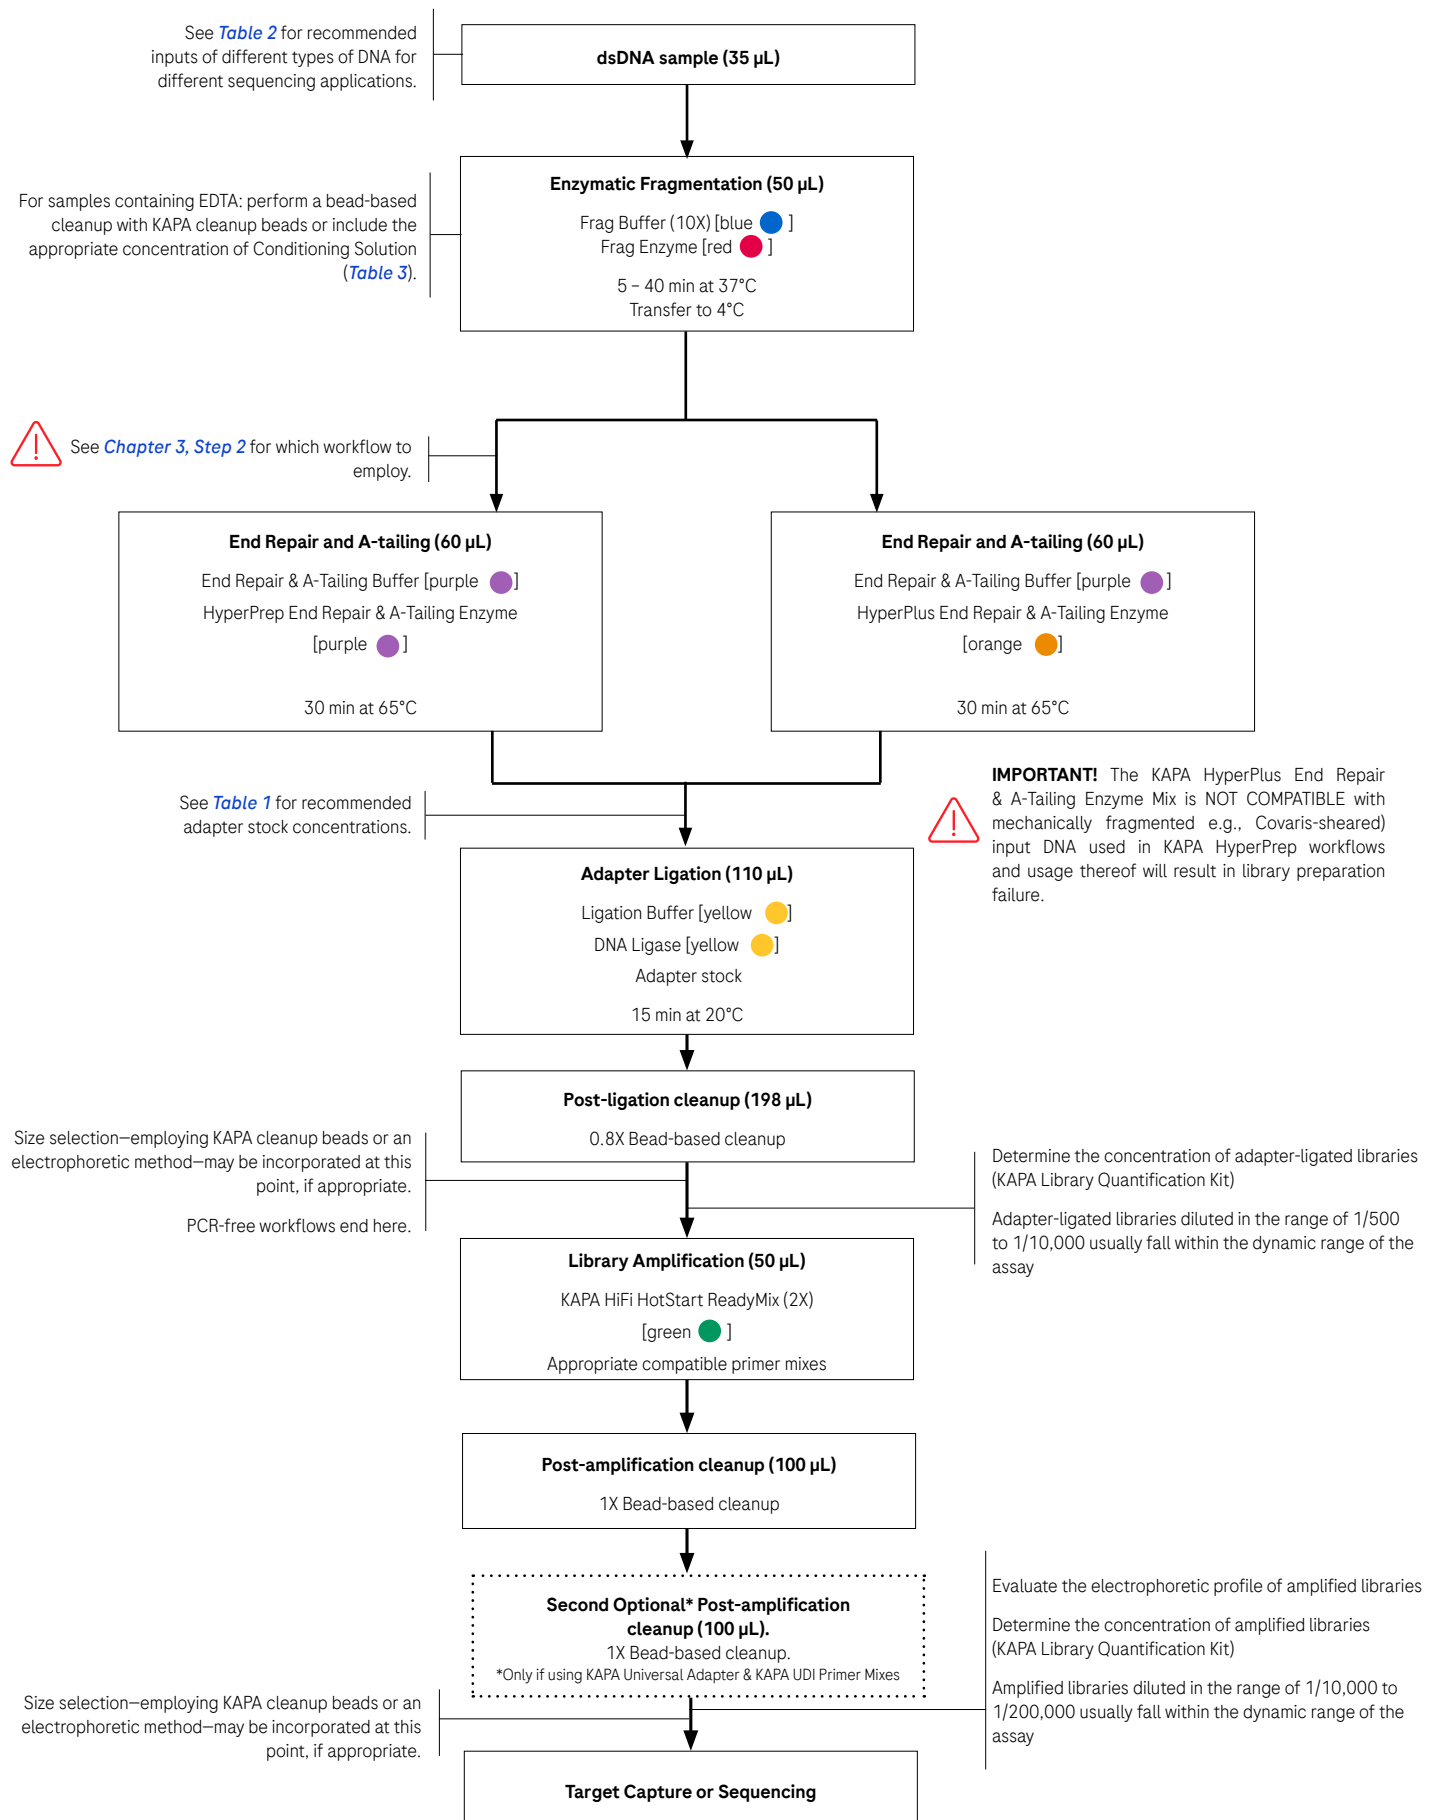 See Table 2 for recommended
inputs of different types of DNA for
different sequencing applications.
dsDNA sample (35 µL)
For samples containing EDTA: perform a bead-based
cleanup with KAPA cleanup beads or include the
appropriate concentration of Conditioning Solution
(Table 3).
Enzymatic Fragmentation (50 µL)
Frag Buffer (10X) [blue ]
Frag Enzyme [red ]
5 – 40 min at 37°C
Transfer to 4°C
See Chapter 3, Step 2 for which workflow to
employ.
End Repair and A-tailing (60 µL)
End Repair & A-Tailing Buffer [purple ]
HyperPrep End Repair & A-Tailing Enzyme
[purple ]
30 min at 65°C
End Repair and A-tailing (60 µL)
End Repair & A-Tailing Buffer [purple ]
HyperPlus End Repair & A-Tailing Enzyme
[orange ]
30 min at 65°C
IMPORTANT! The KAPA HyperPlus End Repair
& A-Tailing Enzyme Mix is NOT COMPATIBLE with
mechanically fragmented e.g., Covaris-sheared)
input DNA used in KAPA HyperPrep workflows
and usage thereof will result in library preparation
failure.
See Table 1 for recommended
adapter stock concentrations.
Adapter Ligation (110 µL)
Ligation Buffer [yellow ]
DNA Ligase [yellow ]
Adapter stock
15 min at 20°C
Post-ligation cleanup (198 µL)
0.8X Bead-based cleanup
Size selection—employing KAPA cleanup beads or an
electrophoretic method—may be incorporated at this
point, if appropriate.
PCR-free workflows end here.
Determine the concentration of adapter-ligated libraries
(KAPA Library Quantification Kit)
Adapter-ligated libraries diluted in the range of 1/500
to 1/10,000 usually fall within the dynamic range of the
assay
Library Amplification (50 µL)
KAPA HiFi HotStart ReadyMix (2X)
[green ]
Appropriate compatible primer mixes
Post-amplification cleanup (100 µL)
1X Bead-based cleanup
Second Optional* Post-amplification
cleanup (100 µL).
1X Bead-based cleanup.
*Only if using KAPA Universal Adapter & KAPA UDI Primer Mixes
Evaluate the electrophoretic profile of amplified libraries
Determine the concentration of amplified libraries
(KAPA Library Quantification Kit)
Amplified libraries diluted in the range of 1/10,000 to
1/200,000 usually fall within the dynamic range of the
assay
Size selection—employing KAPA cleanup beads or an
electrophoretic method—may be incorporated at this
point, if appropriate.
Target Capture or Sequencing